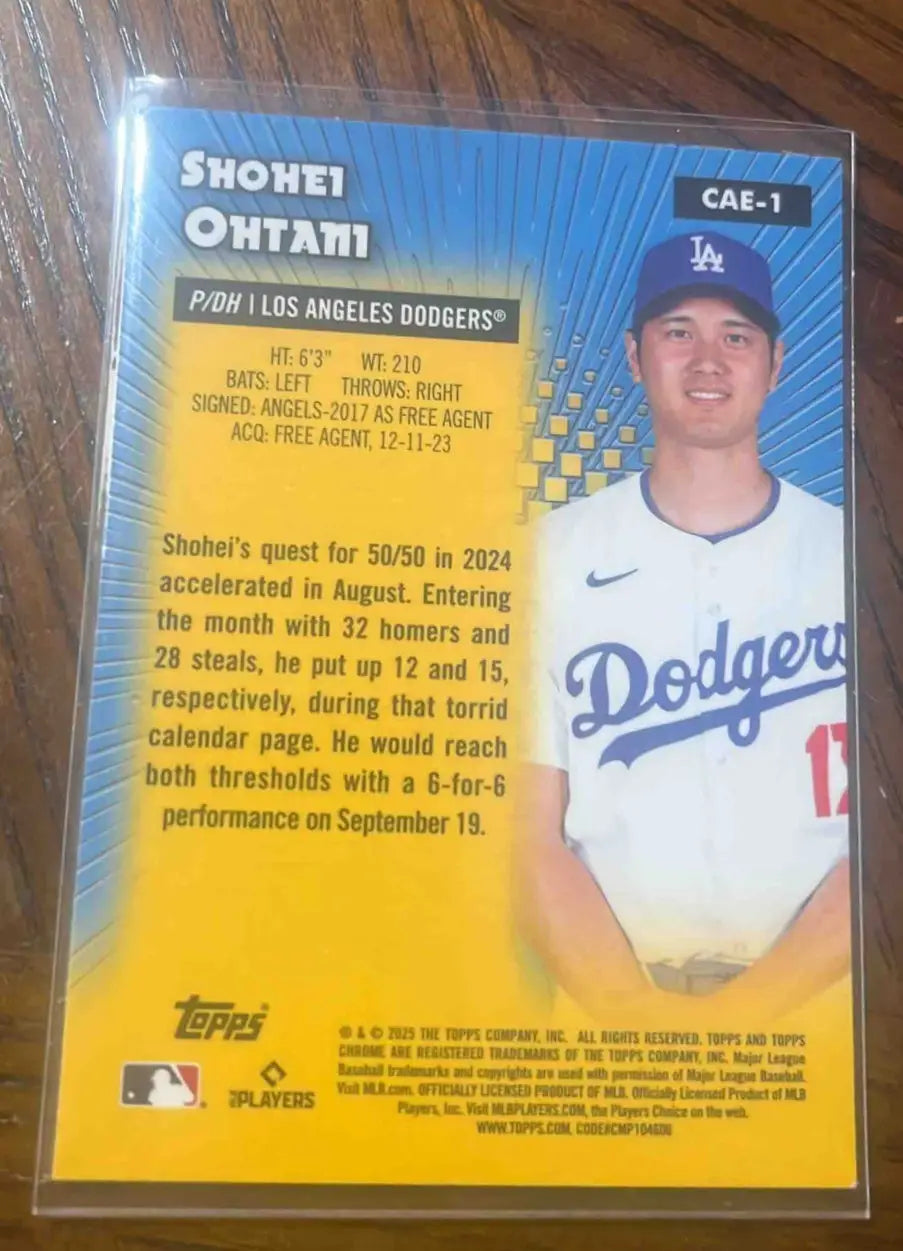 SHOHEI
OHTANI
CAE-1
LA
P/DH | LOS ANGELES DODGERS®
HT: 6'3" WT: 210
BATS: LEFT THROWS: RIGHT
SIGNED: ANGELS-2017 AS FREE AGENT
ACQ: FREE AGENT, 12-11-23
Shohei's quest for 50/50 in 2024
accelerated in August. Entering
the month with 32 homers and
28 steals, he put up 12 and 15,
respectively, during that torrid
calendar page. He would reach
both thresholds with a 6-for-6
performance on September 19.
Dodgers
17
topps®
PLAYERS
® & © 2025 THE TOPPS COMPANY, INC. ALL RIGHTS RESERVED. TOPPS AND TOPPS
CHROME ARE REGISTERED TRADEMARKS OF THE TOPPS COMPANY, INC. Major League
Baseball trademarks and copyrights are used with permission of Major League Baseball.
Visit MLB.com. OFFICIALLY LICENSED PRODUCT OF MLB. Officially Licensed Product of MLB
Players, Inc. Visit MLBPLAYERS.COM, the Players Choice on the web.
WWW.TOPPS.COM. CODE#CMP104600